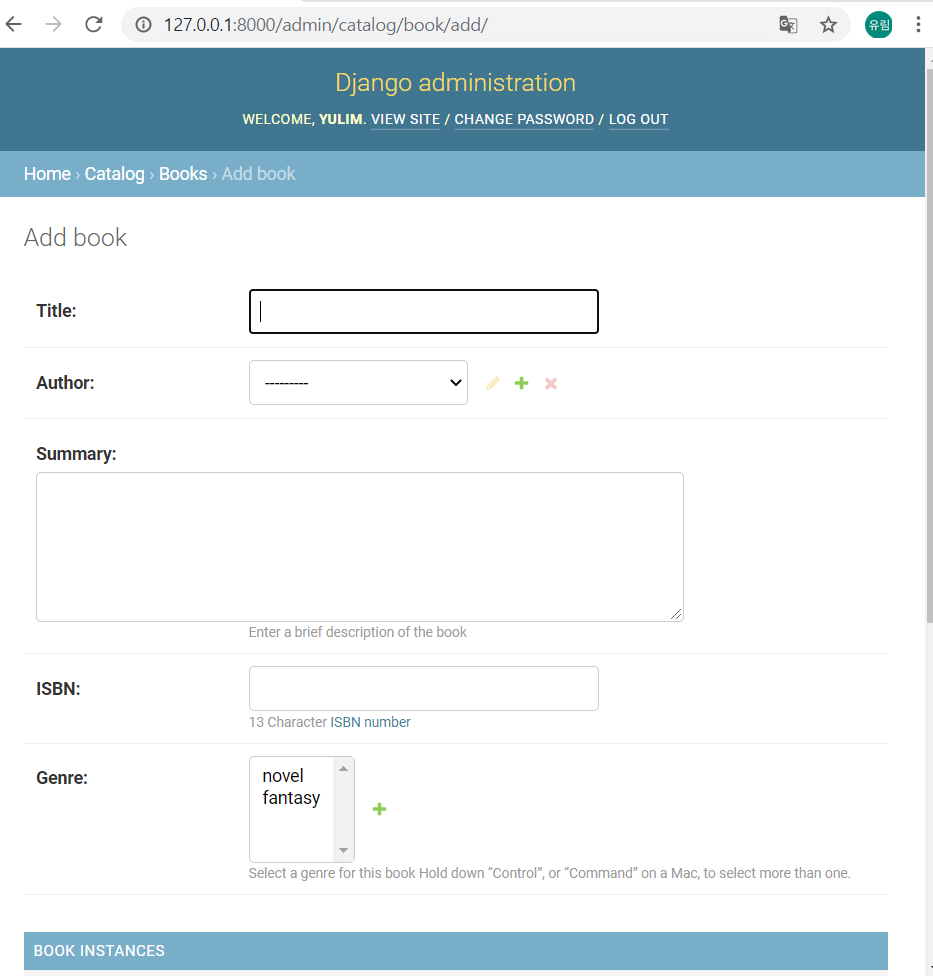 127.0.0.1:8000/admin/catalog/book/add/
유림
Django administration
WELCOME, YULIM. VIEW SITE / CHANGE PASSWORD / LOG OUT
Home › Catalog › Books › Add book
Add book
Title:
Author:
---------
Summary:
Enter a brief description of the book
ISBN:
13 Character ISBN number
Genre:
novel
fantasy
Select a genre for this book Hold down “Control”, or “Command” on a Mac, to select more than one.
BOOK INSTANCES